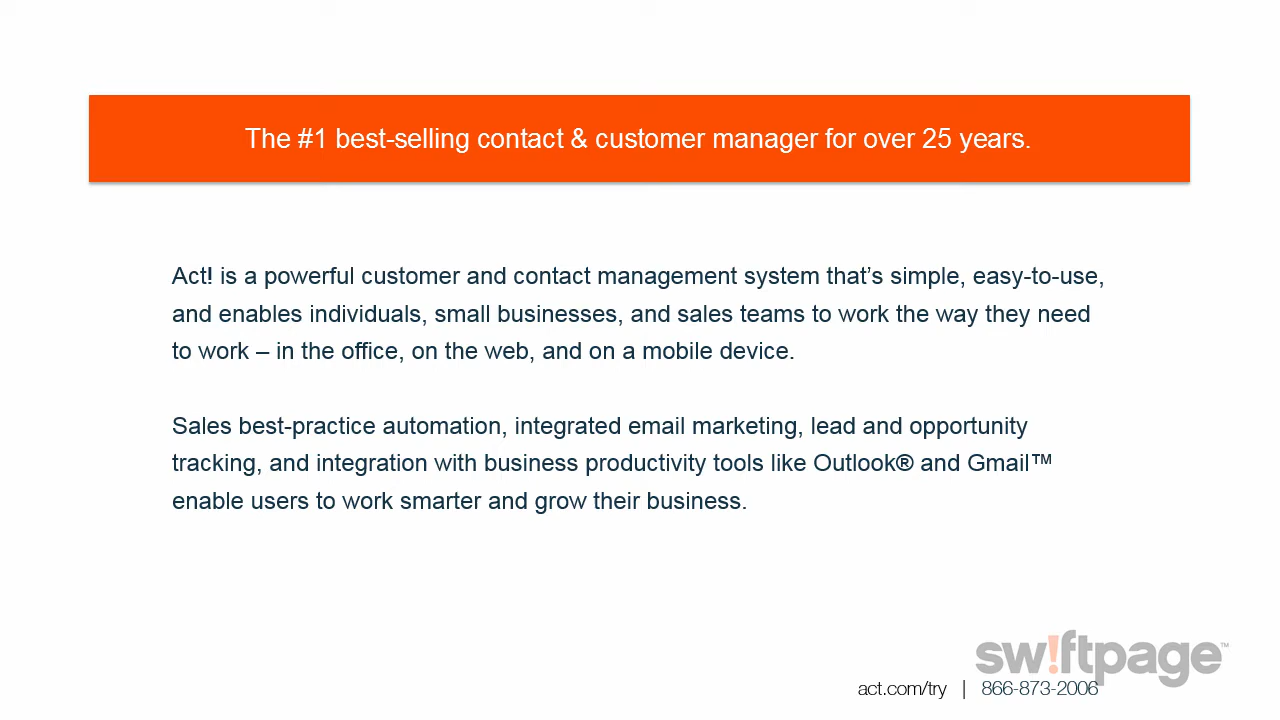 The #1 best-selling contact & customer manager for over 25 years.
Act! is a powerful customer and contact management system that’s simple, easy-to-use,
and enables individuals, small businesses, and sales teams to work the way they need
to work – in the office, on the web, and on a mobile device.
Sales best-practice automation, integrated email marketing, lead and opportunity
tracking, and integration with business productivity tools like Outlook® and Gmail™
enable users to work smarter and grow their business.
sw!ftpage™
act.com/try | 866-873-2006